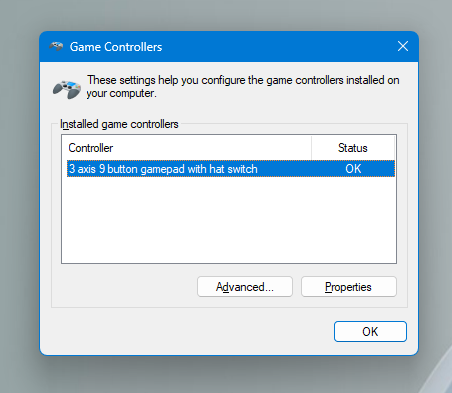 Game Controllers
These settings help you configure the game controllers installed on
your computer.
Installed game controllers
Controller Status
3 axis 9 button gamepad with hat switch OK
Advanced... Properties
OK